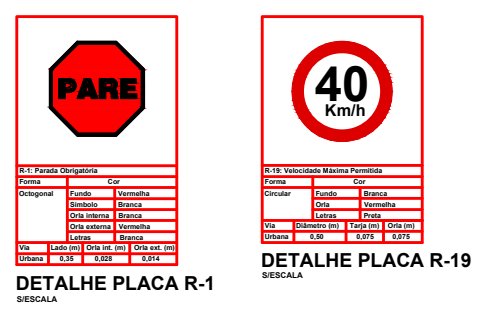 PARE
R-1: Parada Obrigatória
Forma Cor
Octogonal Fundo Vermelha
Símbolo Branca
Orla interna Branca
Orla externa Vermelha
Letras Branca
Via Lado (m) Orla int. (m) Orla ext. (m)
Urbana 0,35 0,028 0,014
DETALHE PLACA R-1
S/ESCALA
40
Km/h
R-19: Velocidade Máxima Permitida
Forma Cor
Circular Fundo Branca
Orla Vermelha
Letras Preta
Via Diâmetro (m) Tarja (m) Orla (m)
Urbana 0,50 0,075 0,075
DETALHE PLACA R-19
S/ESCALA